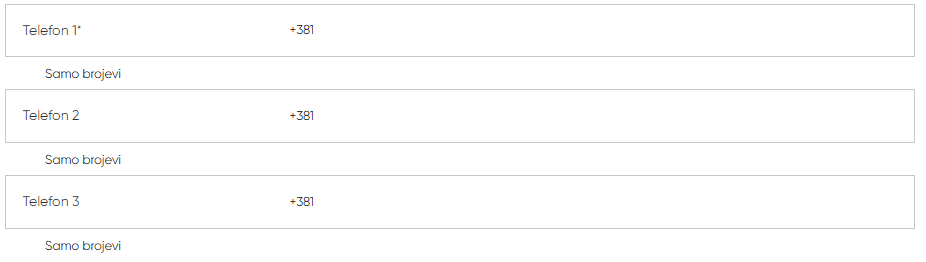 Telefon 1* +381
Samo brojevi
Telefon 2 +381
Samo brojevi
Telefon 3 +381
Samo brojevi